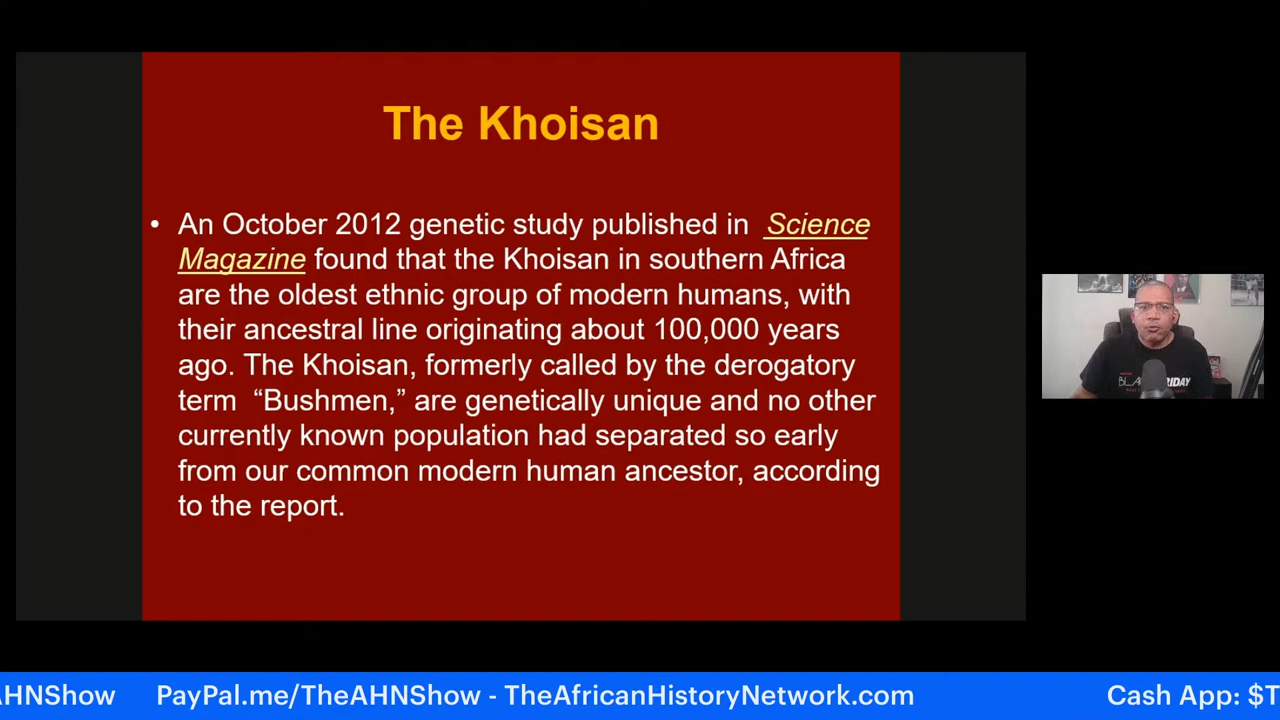 The Khoisan
• An October 2012 genetic study published in Science
Magazine found that the Khoisan in southern Africa
are the oldest ethnic group of modern humans, with
their ancestral line originating about 100,000 years
ago. The Khoisan, formerly called by the derogatory
term “Bushmen,” are genetically unique and no other
currently known population had separated so early
from our common modern human ancestor, according
to the report.
AHNShow PayPal.me/TheAHNShow - TheAfricanHistoryNetwork.com Cash App: $T